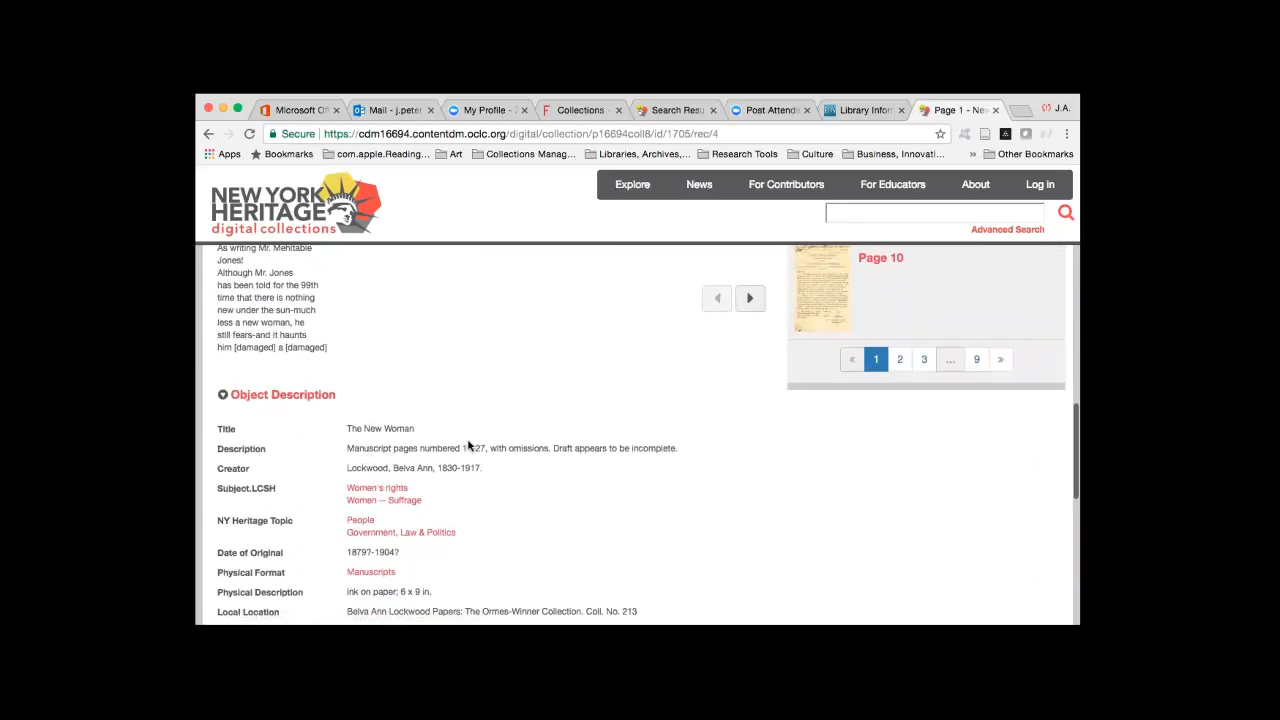 Microsoft Of
Mail – j.peter
My Profile -
Collections -
Search Resu
Post Attenda
Library Inforr
Page 1 - New
J.A.
Secure
https://cdm16694.contentdm.oclc.org/digital/collection/p16694coll8/id/1705/rec/4
Apps
Bookmarks
com.apple.Reading...
Art
Collections Manag...
Libraries, Archives,...
Research Tools
Culture
Business, Innovati...
»
Other Bookmarks
NEW YORK
HERITAGE
digital collections
Explore
News
For Contributors
For Educators
About
Log In
Advanced Search
As writing Mr. Mehitable
Jones!
Although Mr. Jones
has been told for the 99th
time that there is nothing
new under the sun-much
less a new woman, he
still fears-and it haunts
him [damaged] a [damaged]
Page 10
« 1 2 3 ... 9 »
Object Description
Title The New Woman
Description Manuscript pages numbered 27, with omissions. Draft appears to be incomplete.
Creator Lockwood, Belva Ann, 1830-1917.
Subject.LCSH Women's rights
Women -- Suffrage
NY Heritage Topic People
Government, Law & Politics
Date of Original 1879?-1904?
Physical Format Manuscripts
Physical Description ink on paper; 6 x 9 in.
Local Location Belva Ann Lockwood Papers: The Ormes-Winner Collection. Coll. No. 213